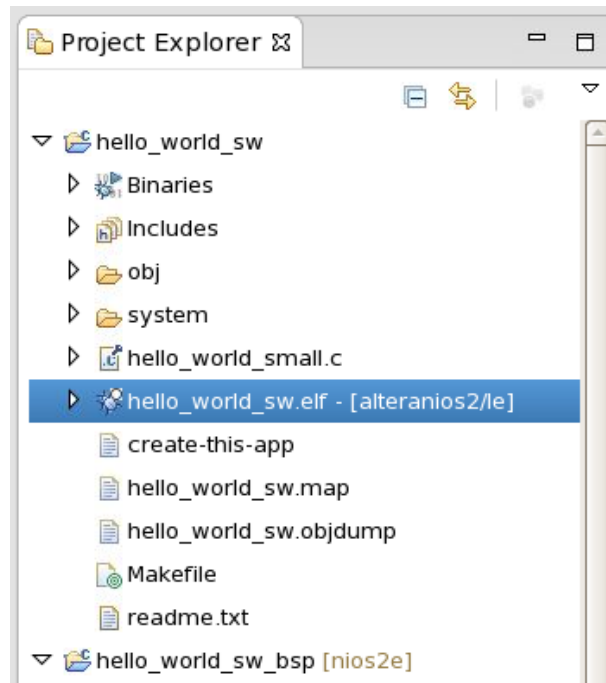 Project Explorer
hello_world_sw
Binaries
Includes
obj
system
hello_world_small.c
hello_world_sw.elf - [alteranios2/le]
create-this-app
hello_world_sw.map
hello_world_sw.objdump
Makefile
readme.txt
hello_world_sw_bsp [nios2e]